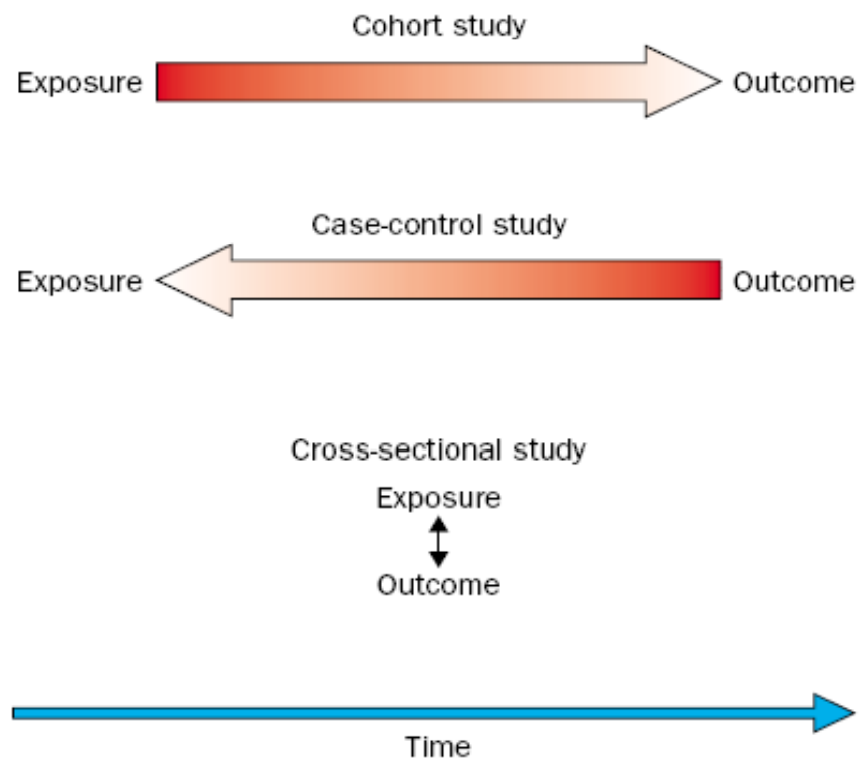 Cohort study
Exposure
Outcome
Case-control study
Exposure
Outcome
Cross-sectional study
Exposure
Outcome
Time